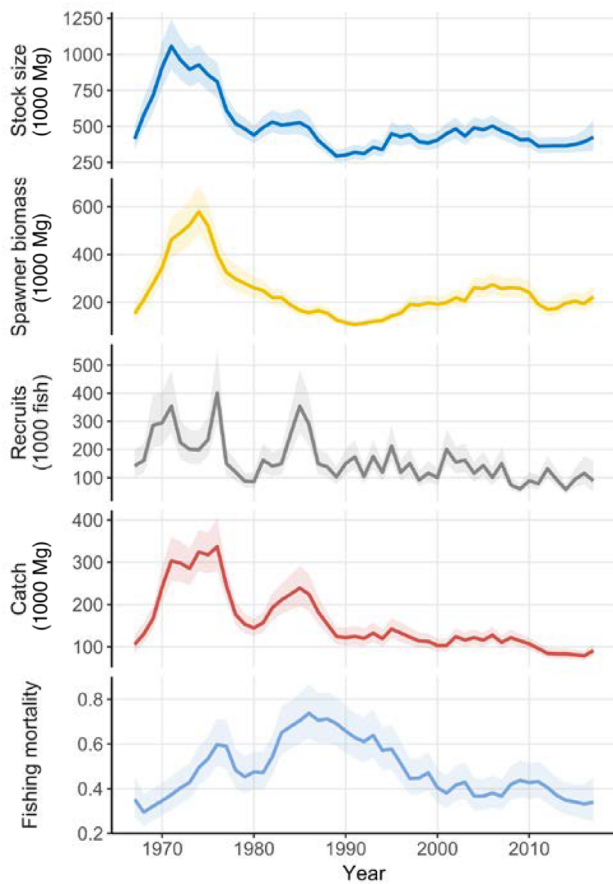 Stock size
(1000 Mg)
1250
1000
750
500
250
Spawner biomass
(1000 Mg)
600
400
200
Recruits
(1000 fish)
500
400
300
200
100
Catch
(1000 Mg)
400
300
200
100
Fishing mortality
0.8
0.6
0.4
0.2
1970
1980
1990
2000
2010
Year